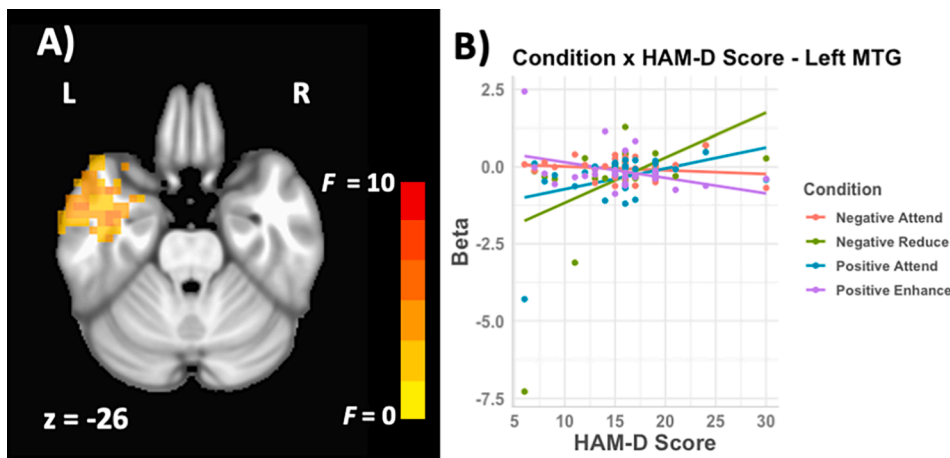 A)
L
R
F = 10
F = 0
z = -26
B)
Condition x HAM-D Score - Left MTG
2.5
0.0
-2.5
-5.0
-7.5
Beta
5
10
15
20
25
30
HAM-D Score
Condition
Negative Attend
Negative Reduce
Positive Attend
Positive Enhance